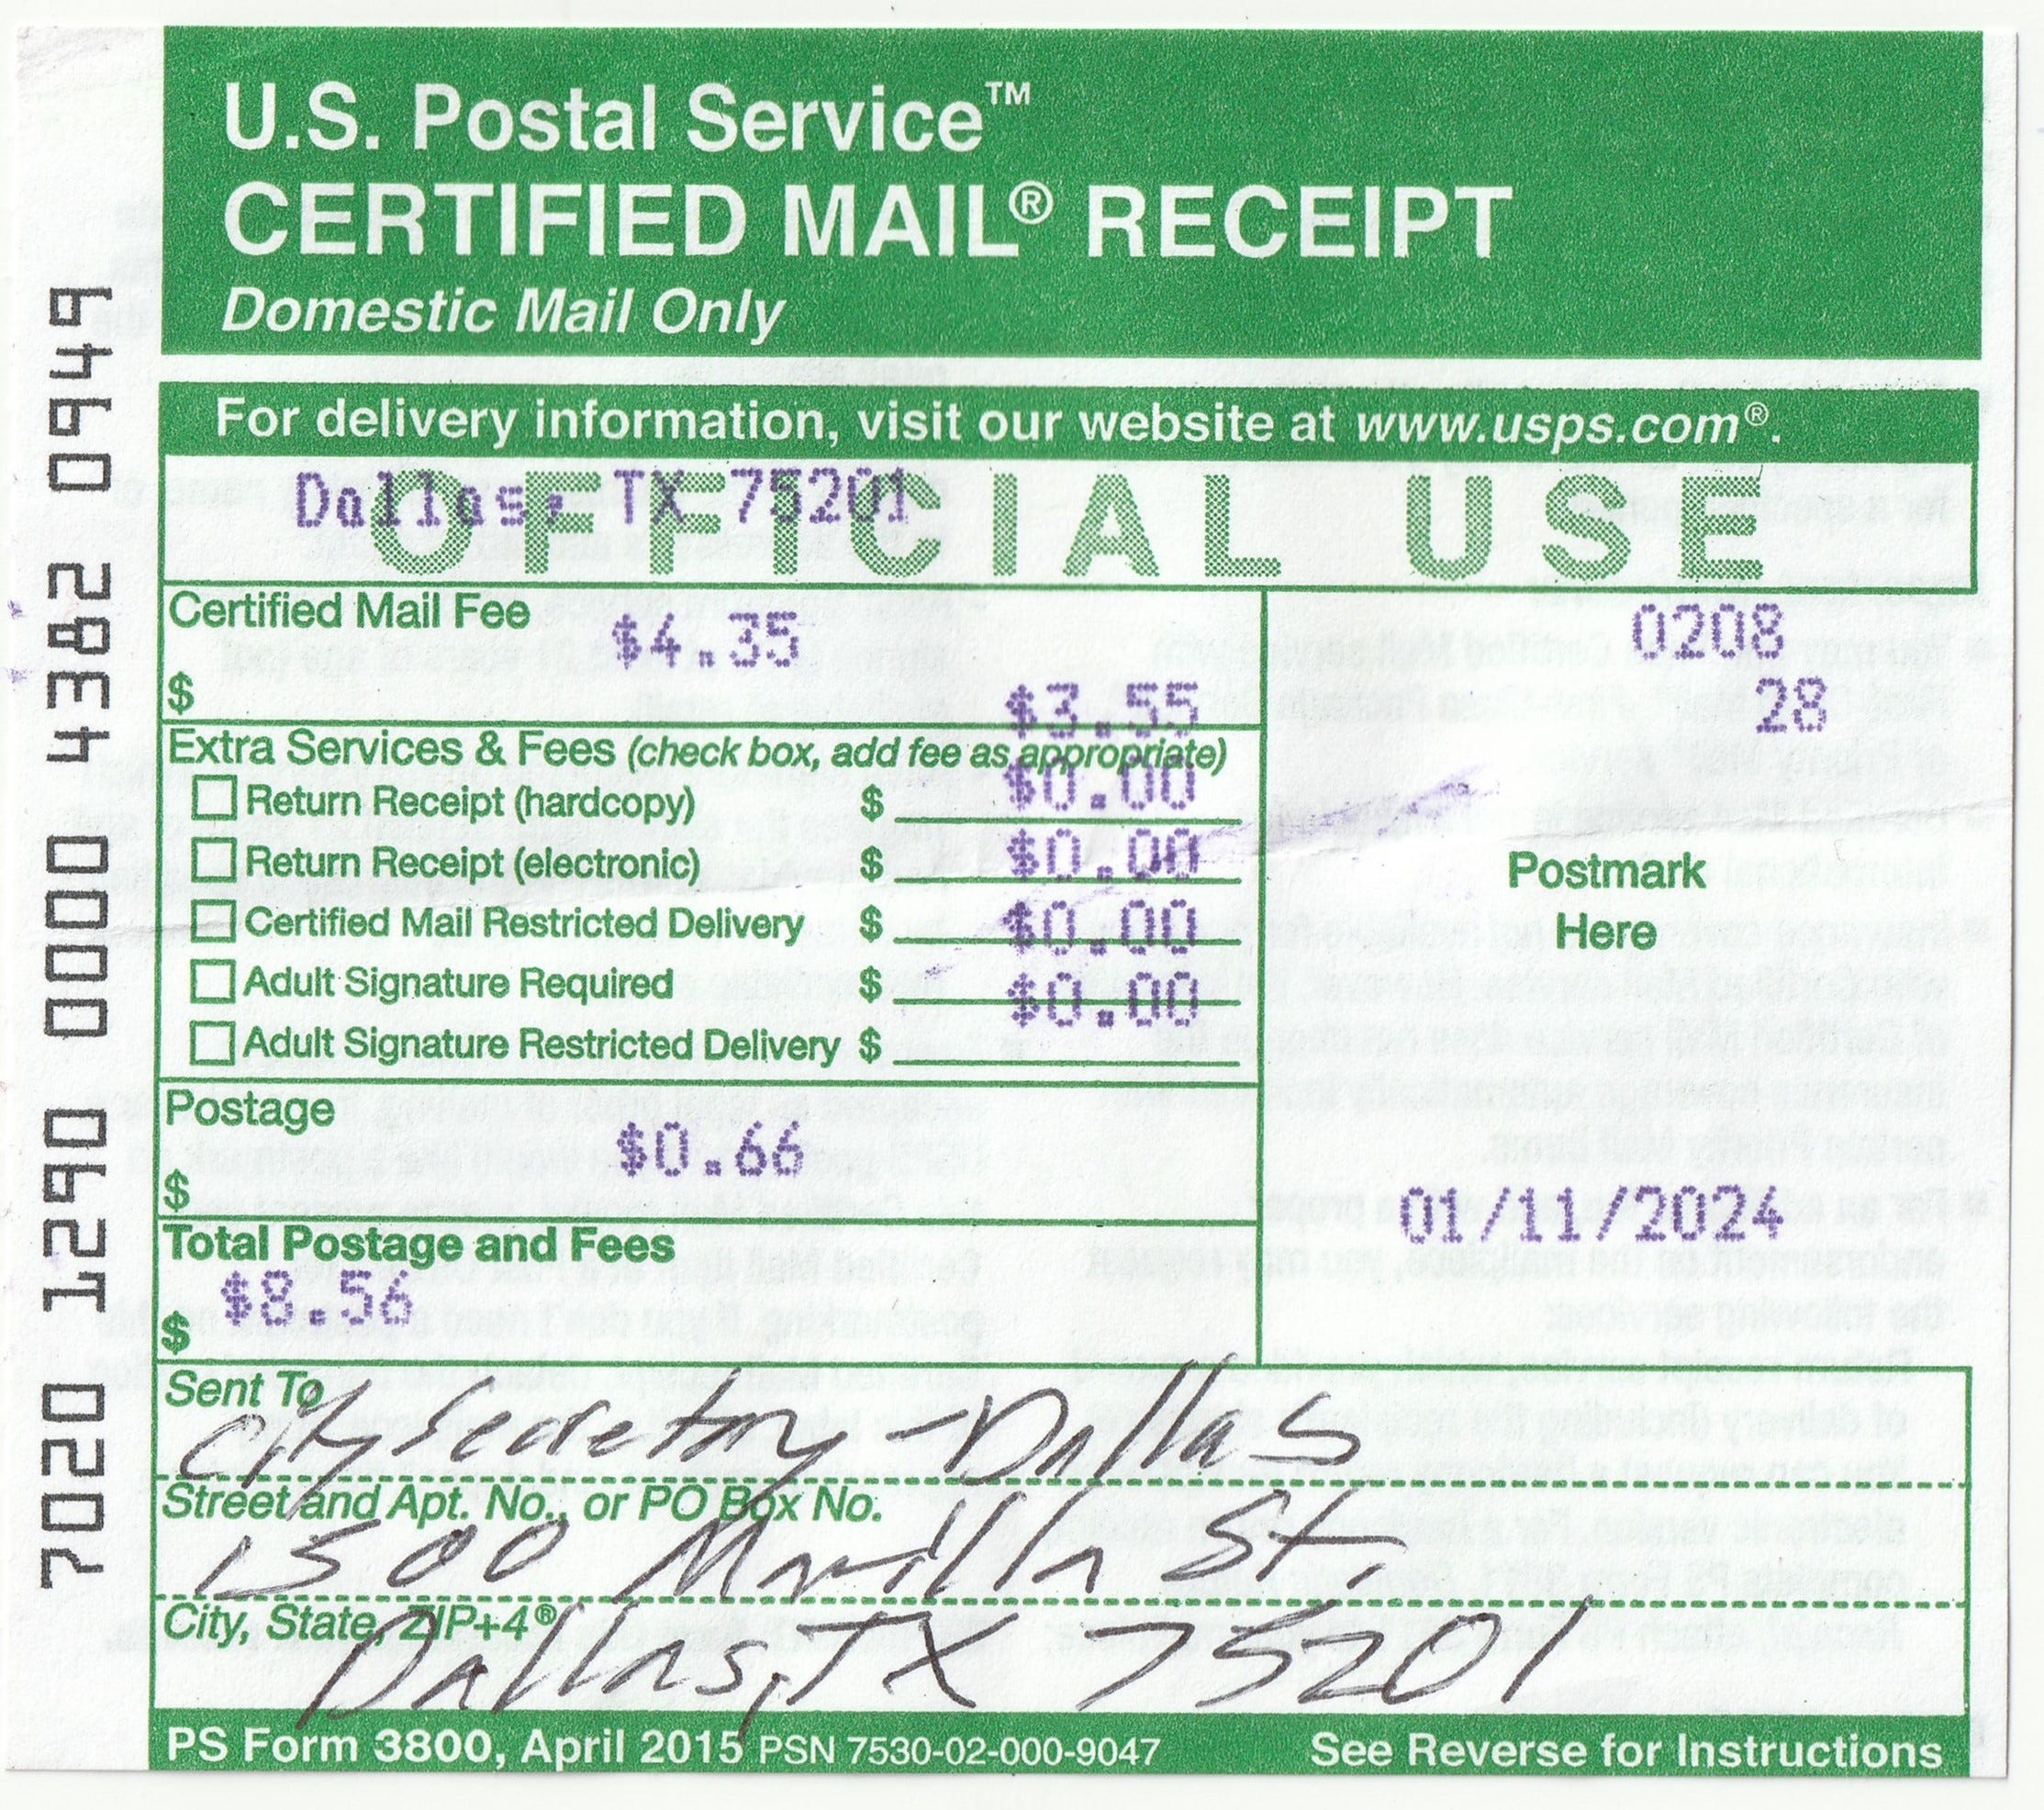 U.S. Postal Service™
CERTIFIED MAIL® RECEIPT
Domestic Mail Only
For delivery information, visit our website at www.usps.com®.
Dallas, TX 75201
OFFICIAL USE
Certified Mail Fee
$4.35
$
$3.55
0208
28
Extra Services & Fees (check box, add fee as appropriate)
Return Receipt (hardcopy) $ $0.00
Return Receipt (electronic) $ $0.00
Certified Mail Restricted Delivery $ $0.00
Adult Signature Required $ $0.00
Adult Signature Restricted Delivery $
Postmark
Here
Postage
$0.66
$
01/11/2024
Total Postage and Fees
$8.56
$
Sent To
City Secretary - Dallas
Street and Apt. No., or PO Box No.
1500 Marilla St.
City, State, ZIP+4®
Dallas, TX 75201
PS Form 3800, April 2015 PSN 7530-02-000-9047 See Reverse for Instructions
7020 1290 0000 4382 0949